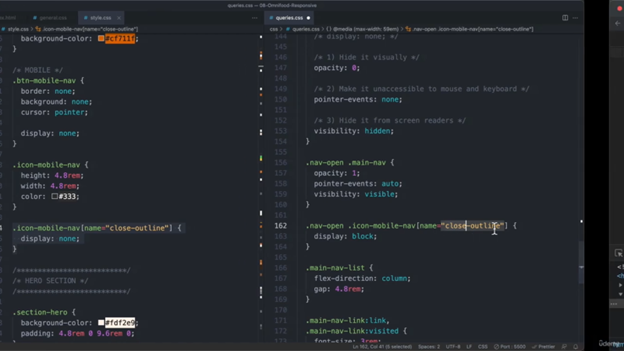 queries.css — 08-Omnifood-Responsive
general.css
style.css
style.css > .icon-mobile-nav[name="close-outline"]
background-color: #cf711f;
}
/* MOBILE */
.btn-mobile-nav {
border: none;
background: none;
cursor: pointer;
display: none;
}
.icon-mobile-nav {
height: 4.8rem;
width: 4.8rem;
color: #333;
}
.icon-mobile-nav[name="close-outline"] {
display: none;
}
/**************************/
/* HERO SECTION */
/**************************/
.section-hero {
background-color: #fdf2e9;
padding: 4.8rem 0 9.6rem 0;
queries.css
css > queries.css > @media (max-width: 59em) > .nav-open .icon-mobile-nav[name="close-outline"]
144 /* display: none; */
145
146 /* 1) Hide it visually */
147 opacity: 0;
148
149 /* 2) Make it unaccessible to mouse and keyboard */
150 pointer-events: none;
151
152 /* 3) Hide it from screen readers */
153 visibility: hidden;
154 }
155
156 .nav-open .main-nav {
157 opacity: 1;
158 pointer-events: auto;
159 visibility: visible;
160 }
161
162 .nav-open .icon-mobile-nav[name="close-outline"] {
163 display: block;
164 }
165
166 .main-nav-list {
167 flex-direction: column;
168 gap: 4.8rem;
169 }
170
171 .main-nav-link:link,
172 .main-nav-link:visited {
173 font-size: 3rem;
Ln 162, Col 41 (0 selected) Spaces: 2 UTF-8 LF CSS Port : 5500 Prettier
Udemy